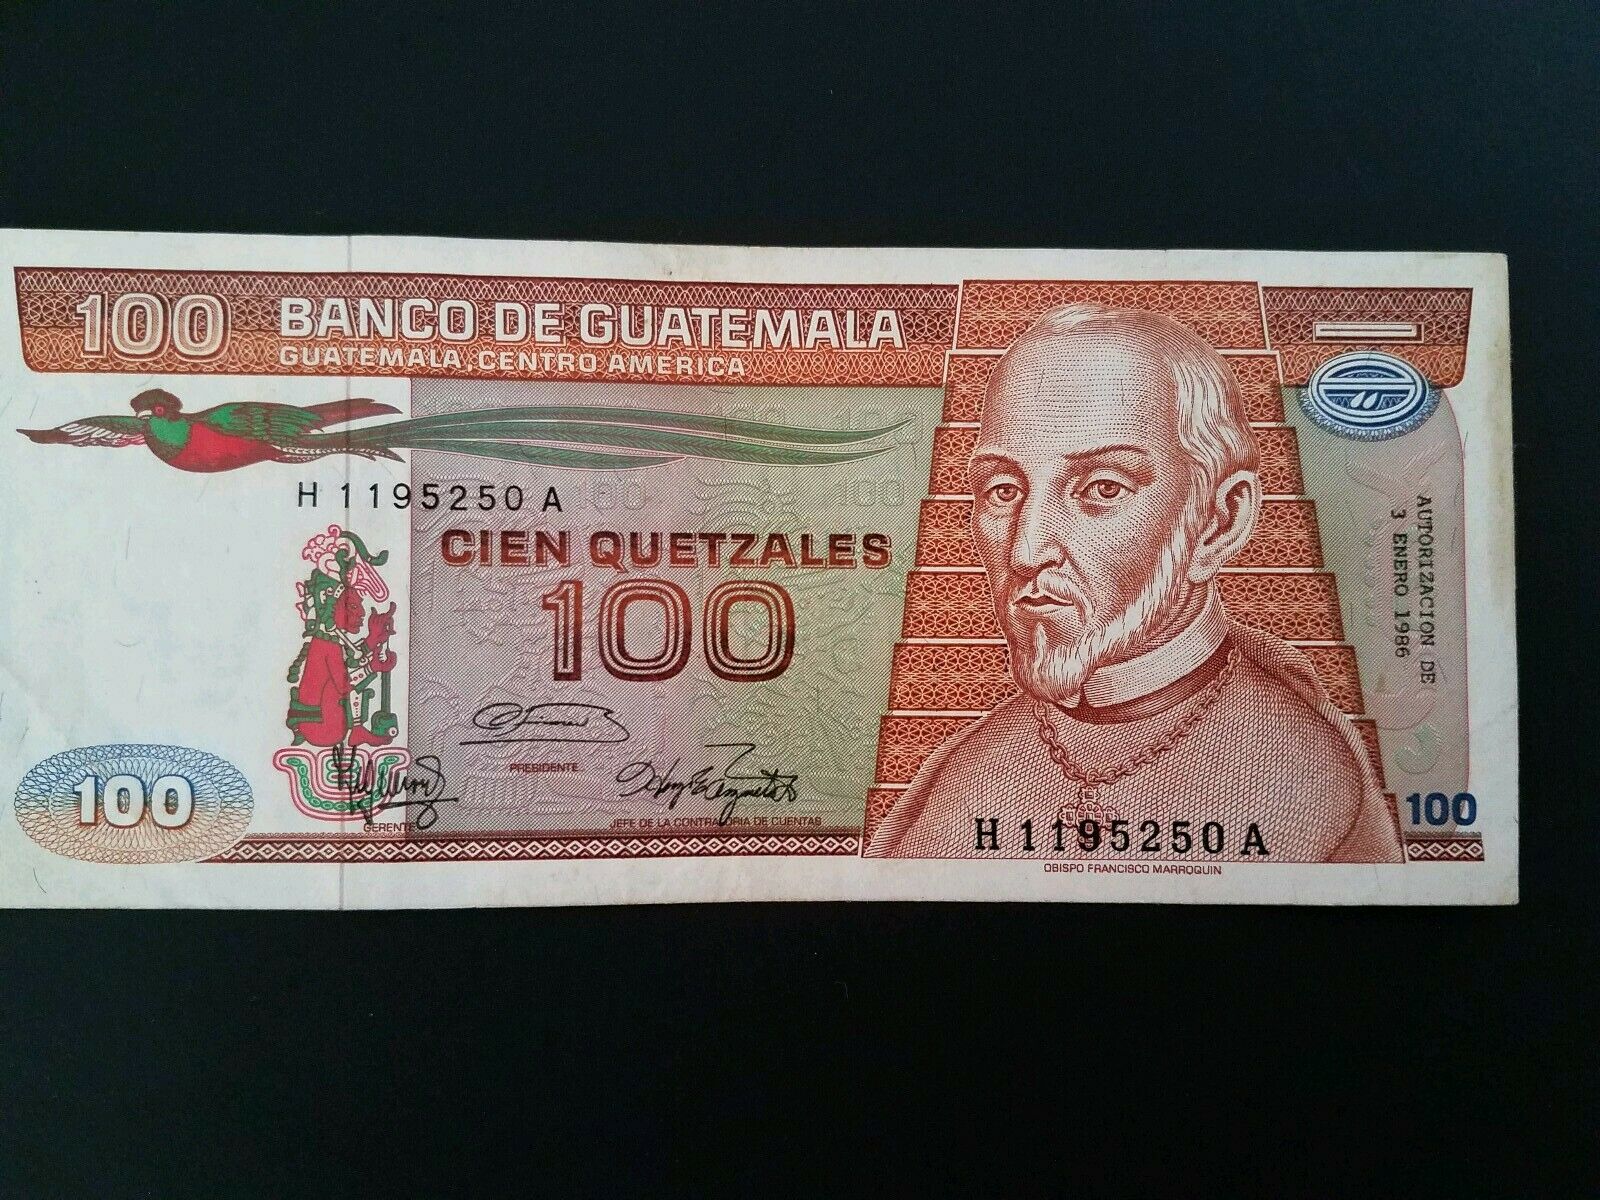 100 BANCO DE GUATEMALA
GUATEMALA, CENTRO AMERICA
H 1195250 A
CIEN QUETZALES
100
AUTORIZACION DE
3 ENERO 1986
PRESIDENTE
GERENTE
JEFE DE LA CONTRALORIA DE CUENTAS
100
100
H 1195250 A
OBISPO FRANCISCO MARROQUIN